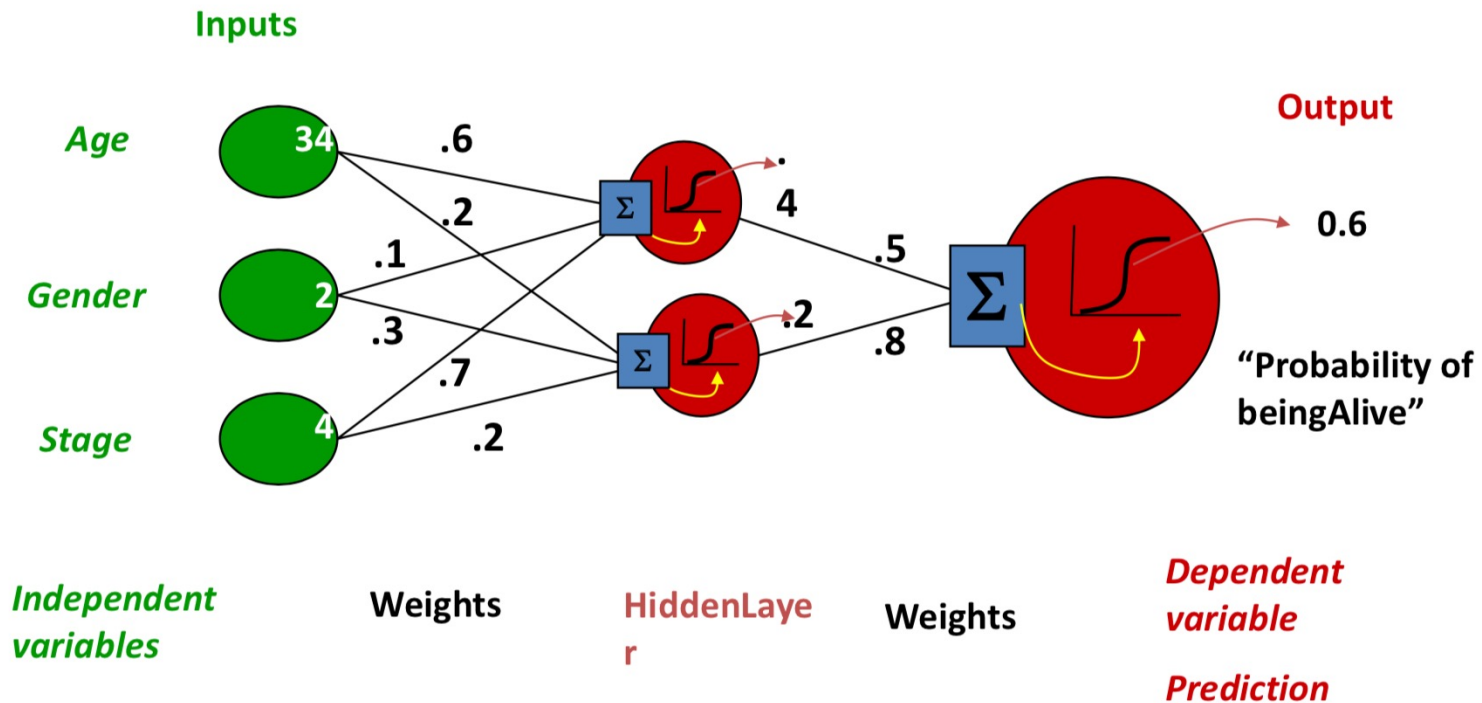 Inputs
Output
Age
34
.6
.2
.
4
.1
Σ
.5
0.6
Gender
2
.3
Σ
.2
Σ
.8
.7
“Probability of
beingAlive”
Stage
4
.2
Independent
variables
Weights
HiddenLaye
r
Weights
Dependent
variable
Prediction